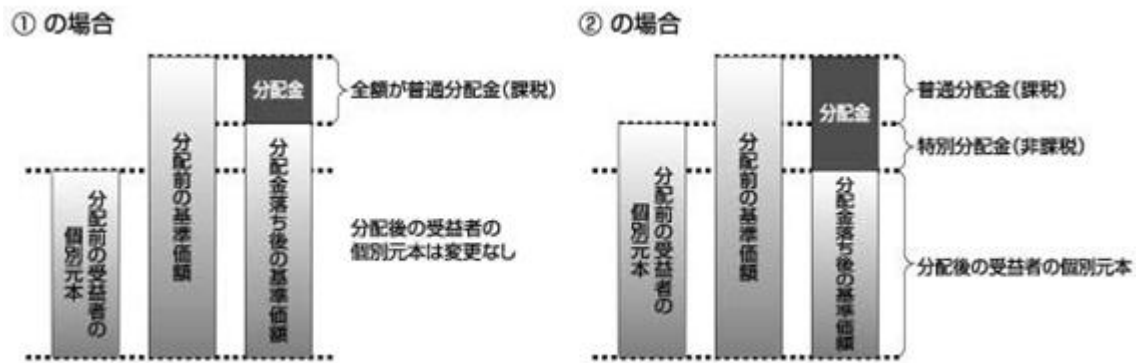 ① の場合
分配前の受益者の
個別元本
分配前の基準価額
分配金
分配金落ち後の基準価額
全額が普通分配金(課税)
分配後の受益者の
個別元本は変更なし
② の場合
分配前の受益者の
個別元本
分配前の基準価額
分配金
分配金落ち後の基準価額
普通分配金(課税)
特別分配金(非課税)
分配後の受益者の個別元本